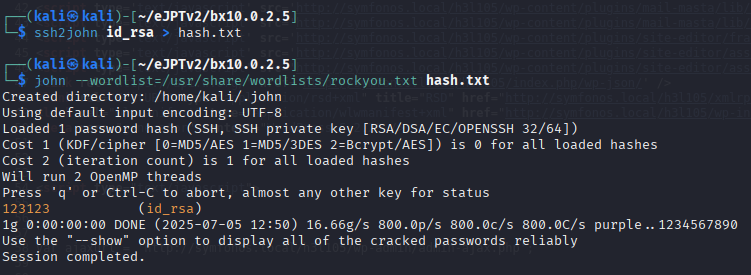 ┌──(kali㉿kali)-[~/eJPTv2/bx10.0.2.5]
└─$ ssh2john id_rsa > hash.txt
┌──(kali㉿kali)-[~/eJPTv2/bx10.0.2.5]
└─$ john --wordlist=/usr/share/wordlists/rockyou.txt hash.txt
Created directory: /home/kali/.john
Using default input encoding: UTF-8
Loaded 1 password hash (SSH, SSH private key [RSA/DSA/EC/OPENSSH 32/64])
Cost 1 (KDF/cipher [0=MD5/AES 1=MD5/3DES 2=Bcrypt/AES]) is 0 for all loaded hashes
Cost 2 (iteration count) is 1 for all loaded hashes
Will run 2 OpenMP threads
Press 'q' or Ctrl-C to abort, almost any other key for status
123123           (id_rsa)
1g 0:00:00:00 DONE (2025-07-05 12:50) 16.66g/s 800.0p/s 800.0c/s 800.0C/s purple..1234567890
Use the "--show" option to display all of the cracked passwords reliably
Session completed.